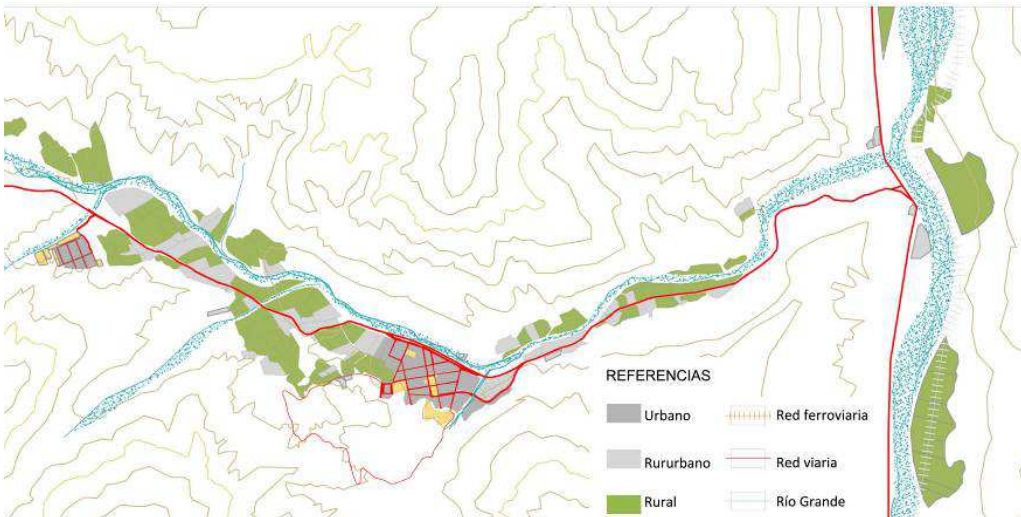 REFERENCIAS
Urbano
Red ferroviaria
Rururbano
Red viaria
Rural
Río Grande